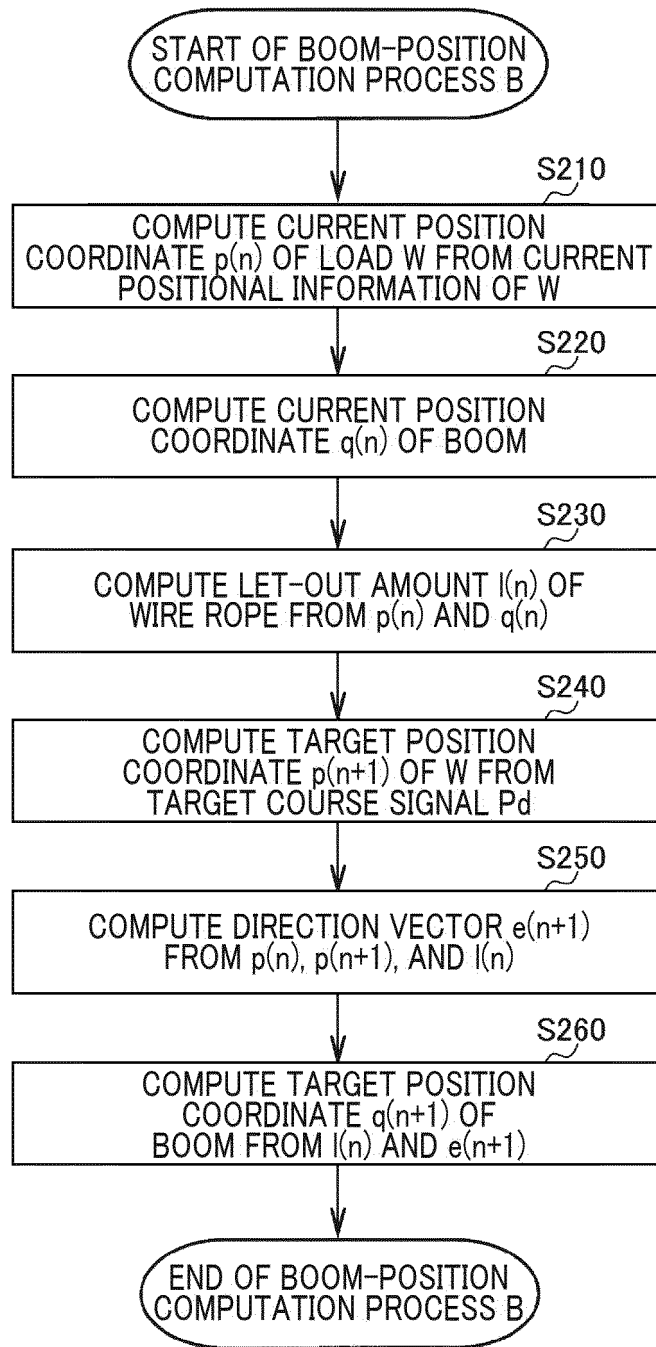 START OF BOOM-POSITION
COMPUTATION PROCESS B
S210
COMPUTE CURRENT POSITION
COORDINATE p(n) OF LOAD W FROM CURRENT
POSITIONAL INFORMATION OF W
S220
COMPUTE CURRENT POSITION
COORDINATE q(n) OF BOOM
S230
COMPUTE LET-OUT AMOUNT l(n) OF
WIRE ROPE FROM p(n) AND q(n)
S240
COMPUTE TARGET POSITION
COORDINATE p(n+1) OF W FROM
TARGET COURSE SIGNAL Pd
S250
COMPUTE DIRECTION VECTOR e(n+1)
FROM p(n), p(n+1), AND l(n)
S260
COMPUTE TARGET POSITION
COORDINATE q(n+1) OF
BOOM FROM l(n) AND e(n+1)
END OF BOOM-POSITION
COMPUTATION PROCESS B